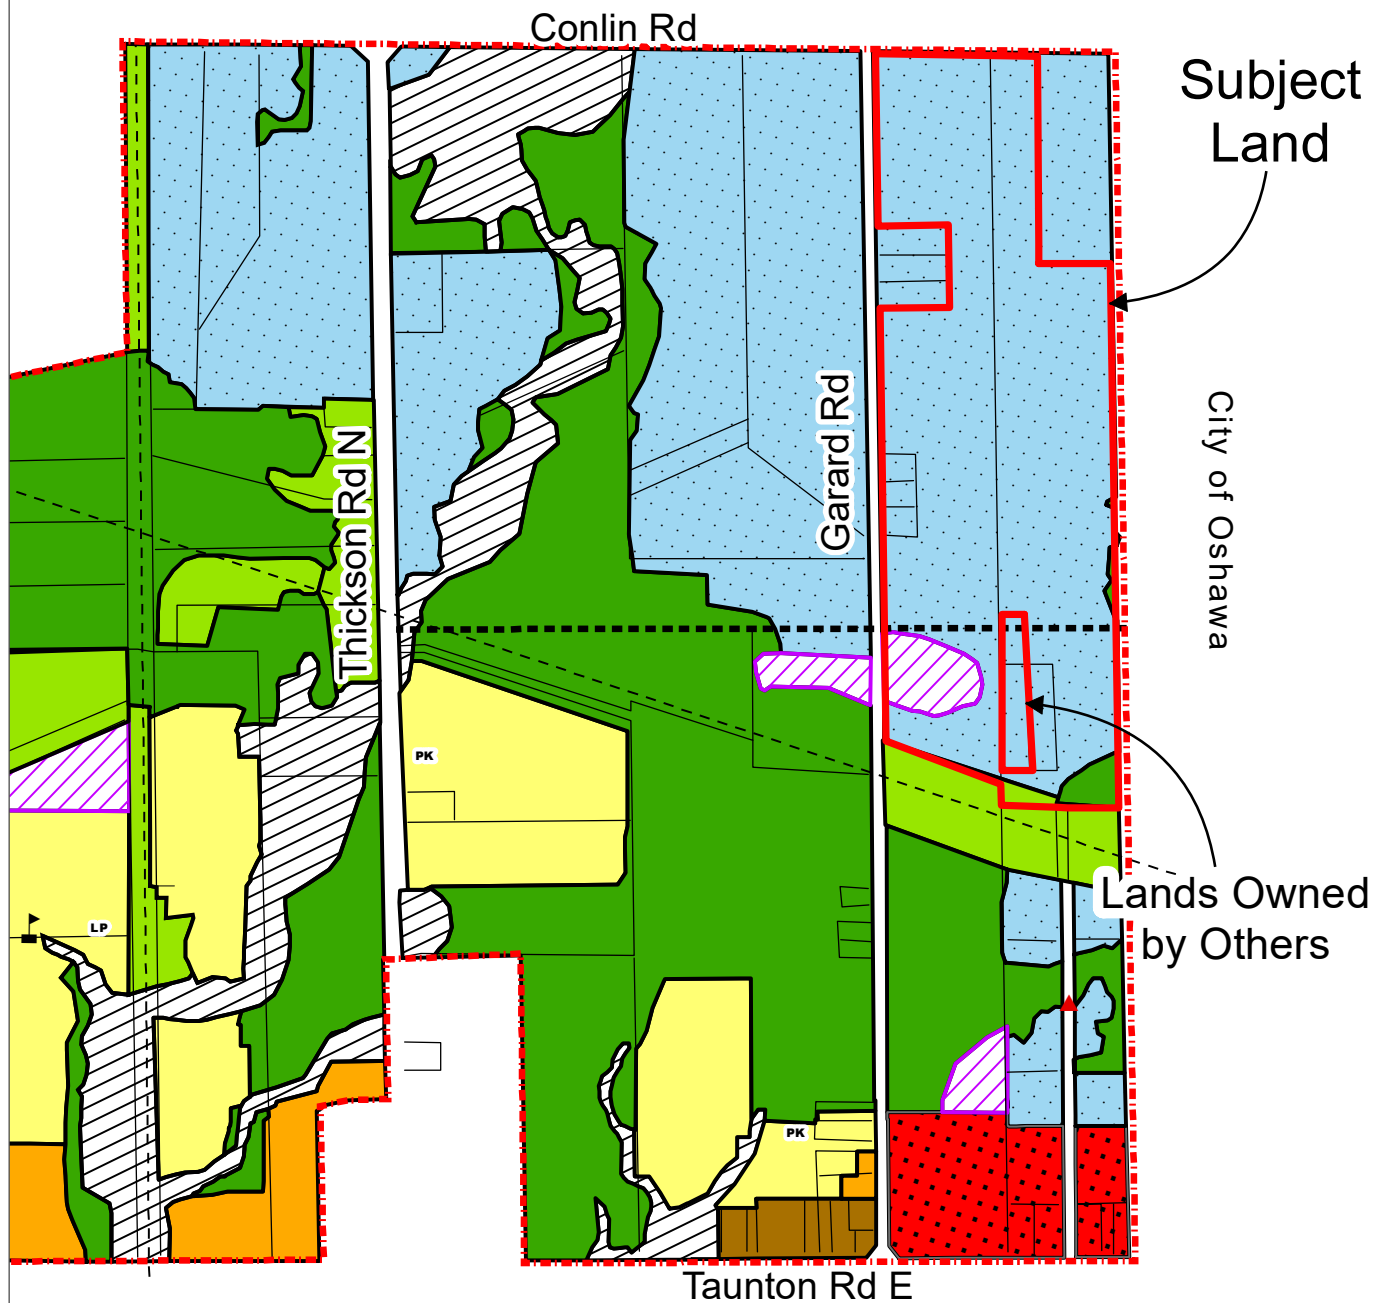 Conlin Rd
Subject
Land
City of Oshawa
Garard Rd
Thickson Rd N
PK
LP
Lands Owned
by Others
PK
Taunton Rd E